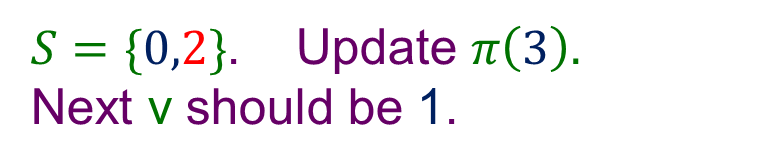 S = {0,2}. Update π(3).
Next v should be 1.